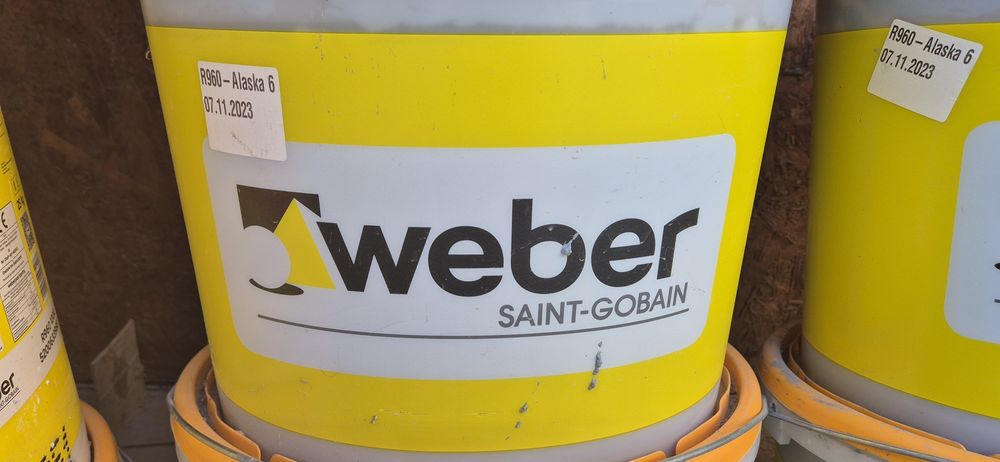 R960 – Alaska 6
07.11.2023
weber
SAINT-GOBAIN
R960 – Alaska 6
07.11.2023